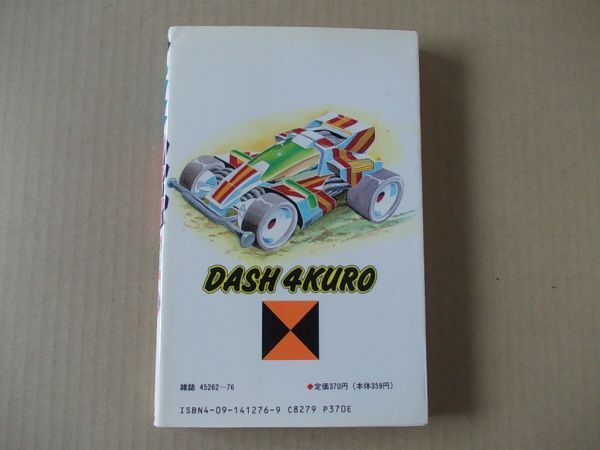 DASH 4KURO
雑誌 45262-76 ◆定価370円(本体359円)
ISBN4-09-141276-9 C8279 P370E